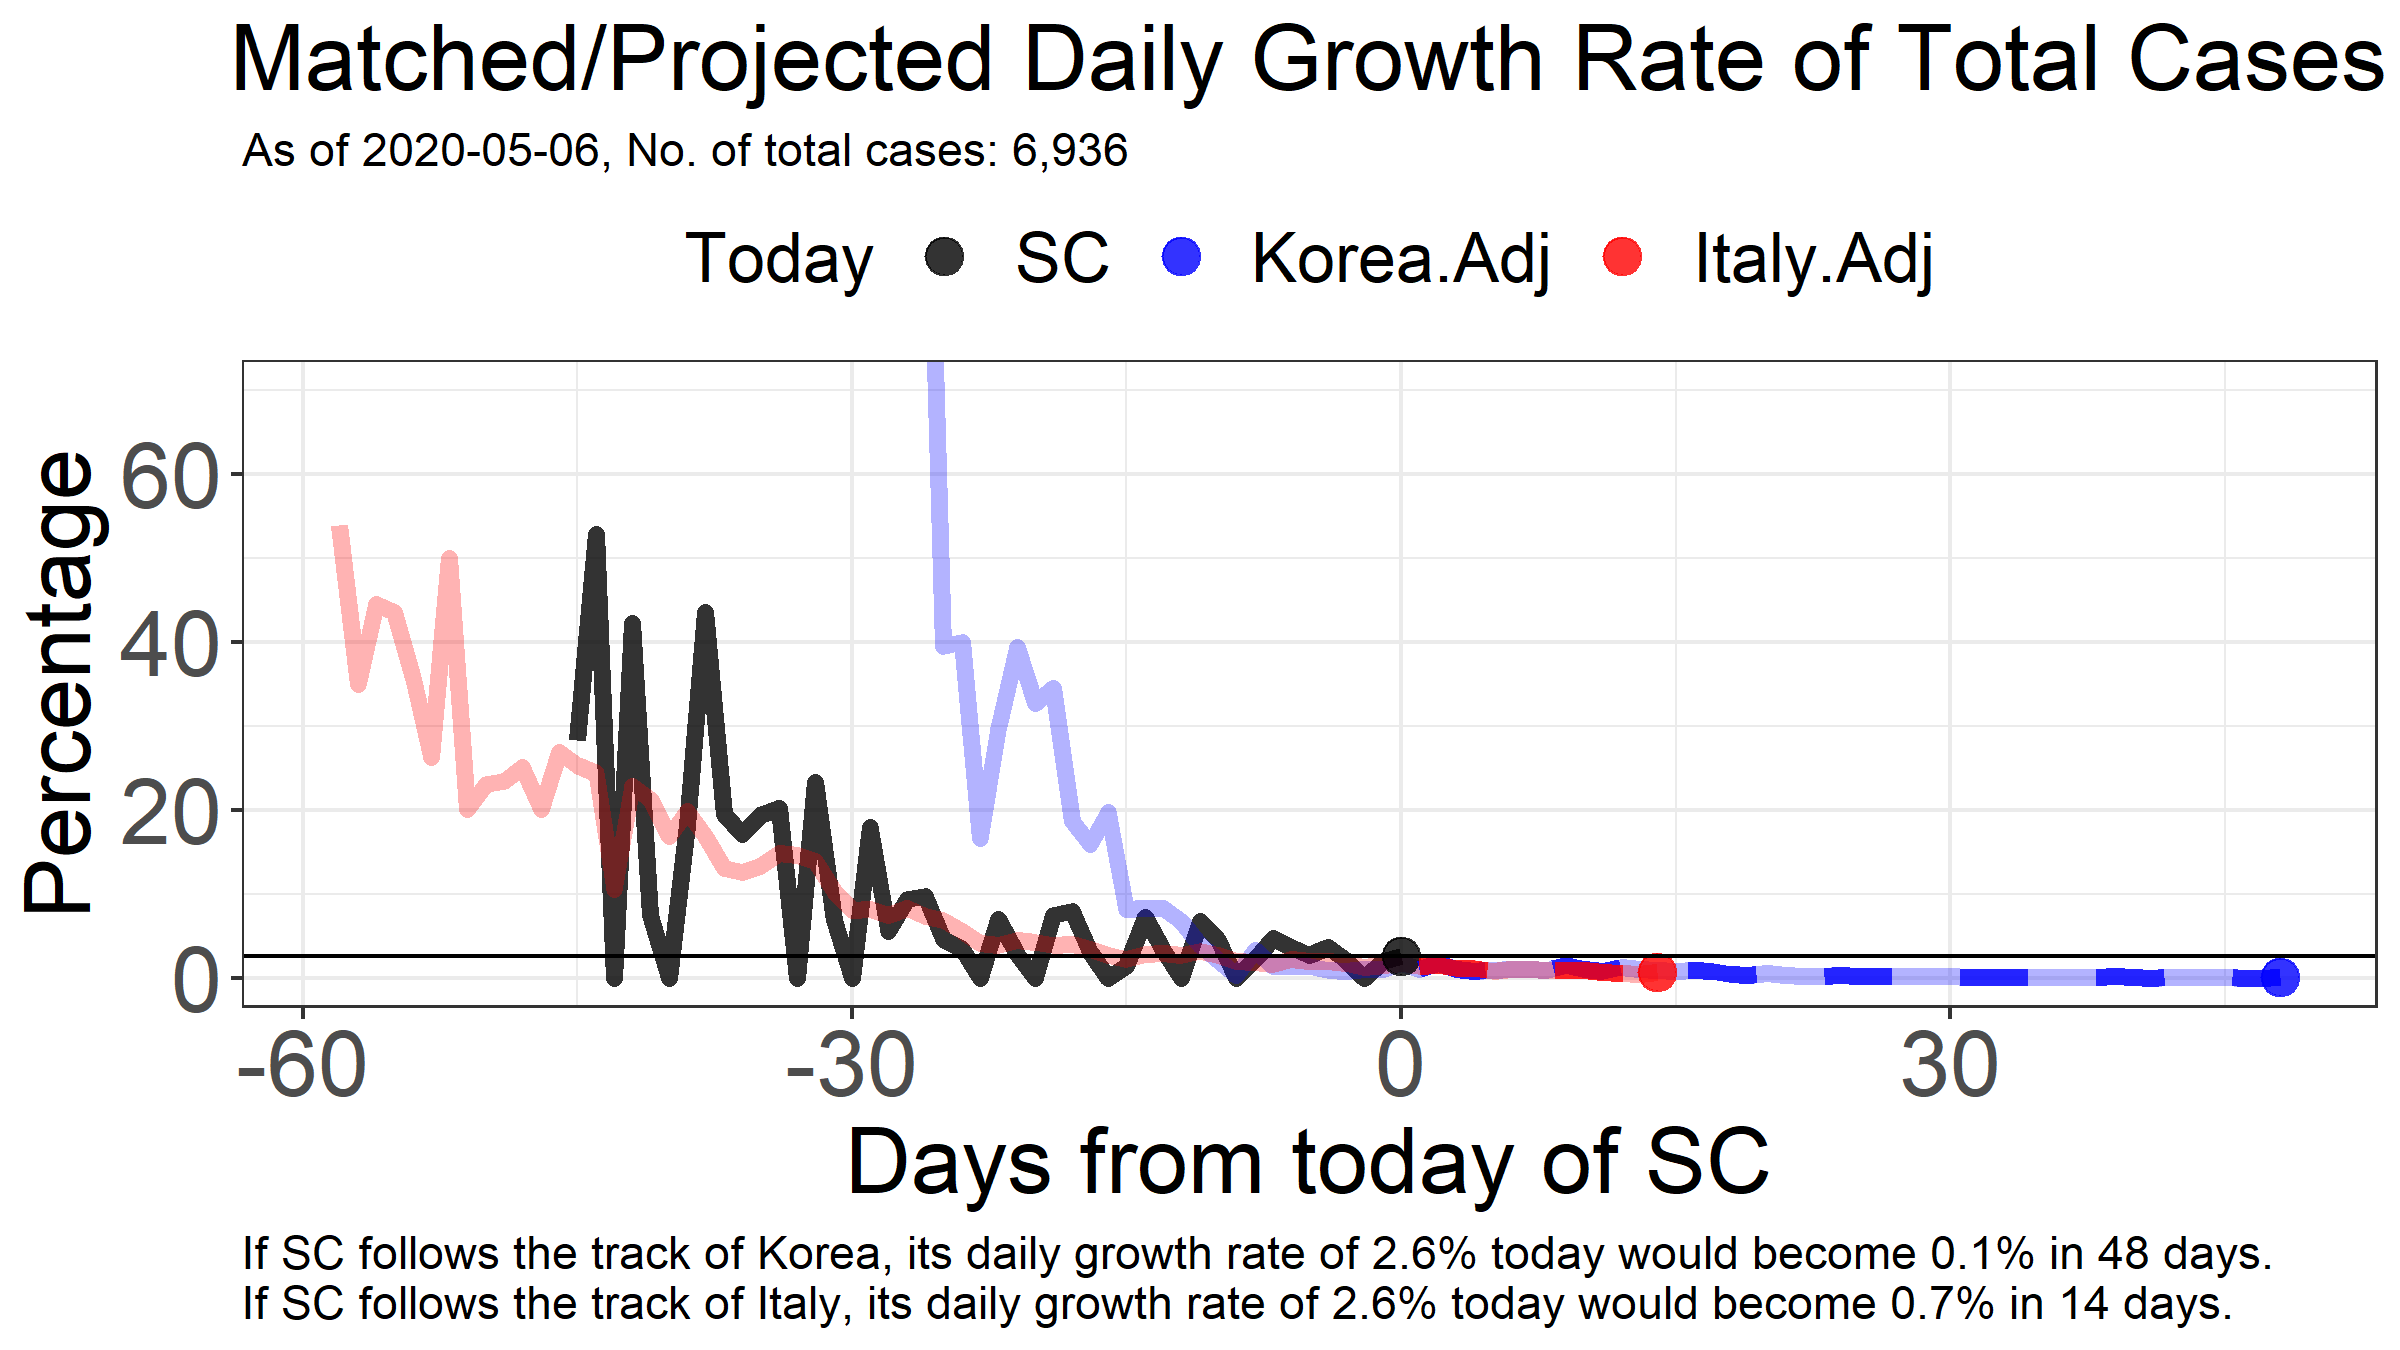 Matched/Projected Daily Growth Rate of Total Cases
As of 2020-05-06, No. of total cases: 6,936
Today SC Korea.Adj Italy.Adj
Percentage
60
40
20
0
-60 -30 0 30
Days from today of SC
If SC follows the track of Korea, its daily growth rate of 2.6% today would become 0.1% in 48 days.
If SC follows the track of Italy, its daily growth rate of 2.6% today would become 0.7% in 14 days.